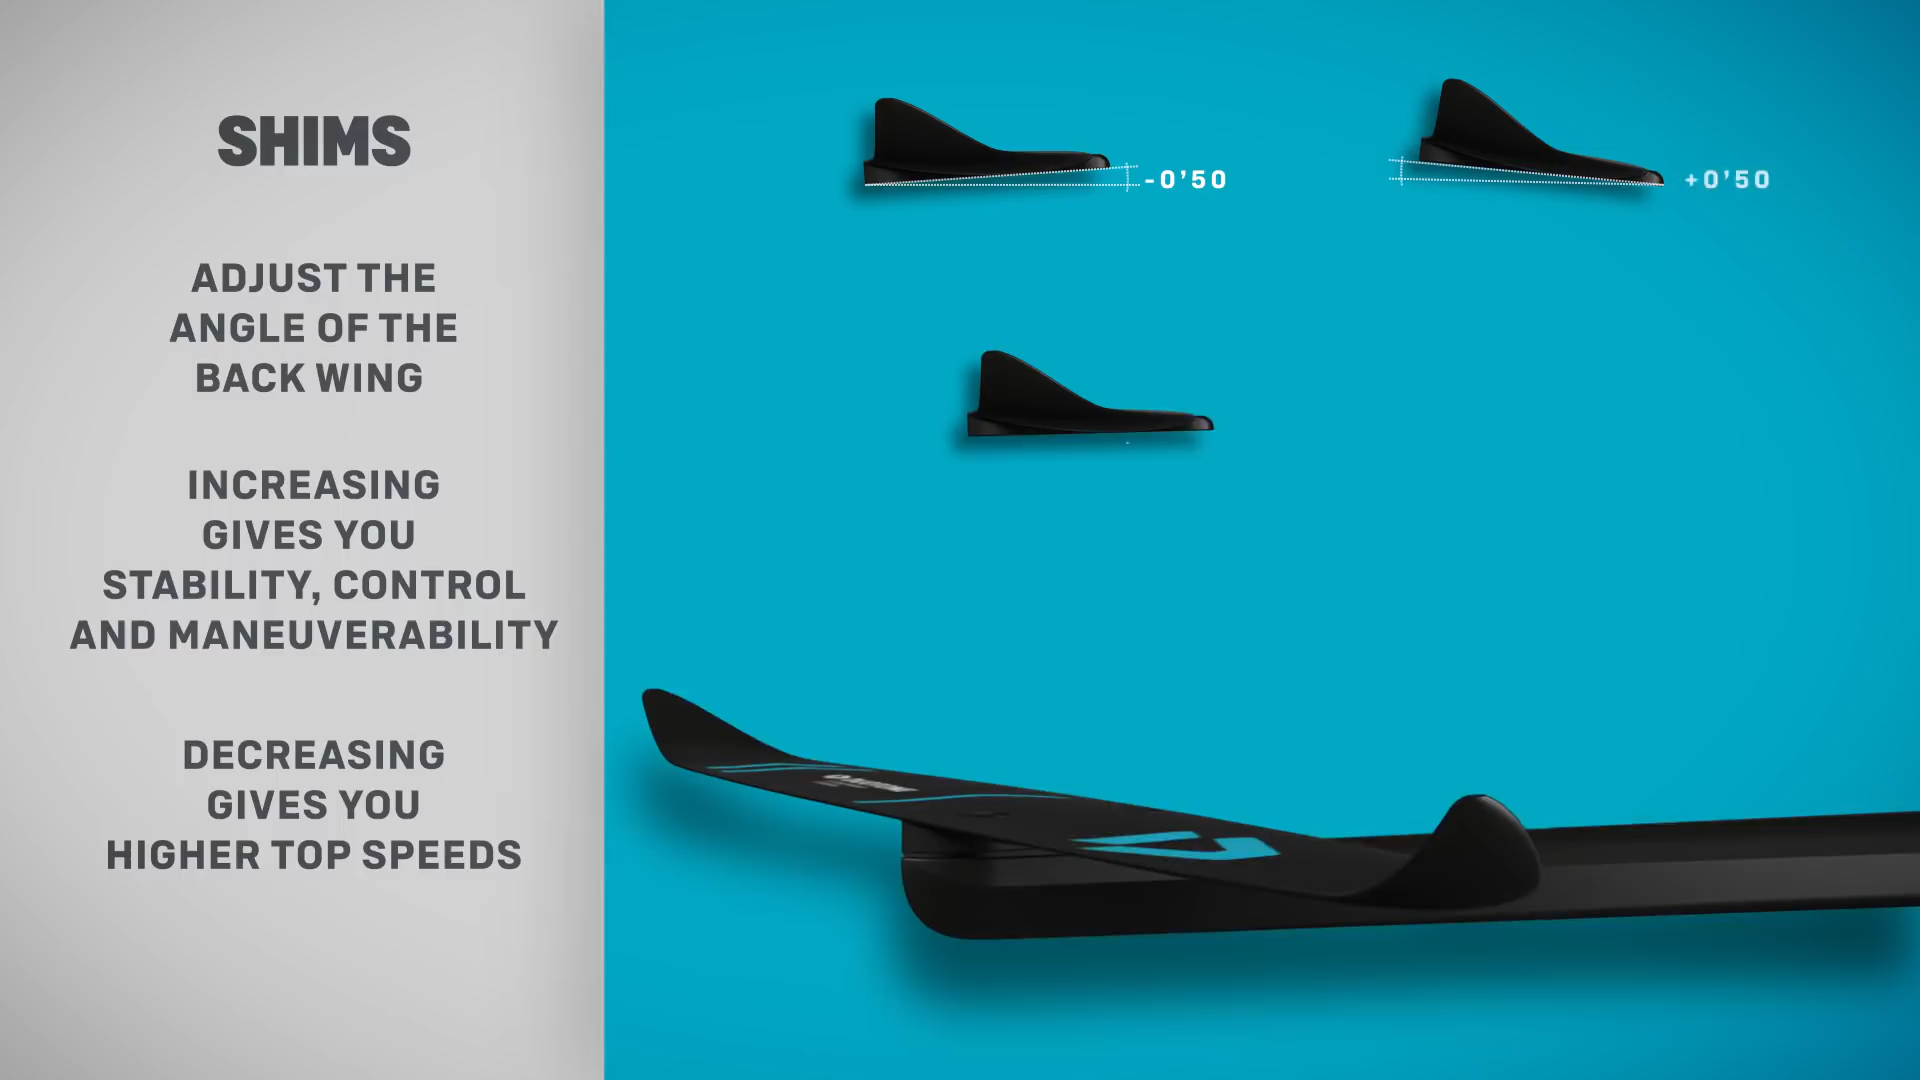 SHIMS
ADJUST THE
ANGLE OF THE
BACK WING
INCREASING
GIVES YOU
STABILITY, CONTROL
AND MANEUVERABILITY
DECREASING
GIVES YOU
HIGHER TOP SPEEDS
-0'50
+0'50